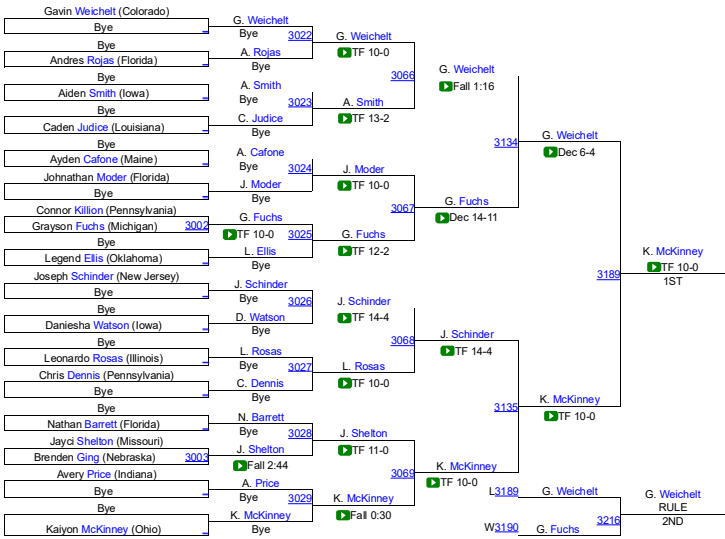 Gavin Weichelt (Colorado)
Bye
Bye
Andres Rojas (Florida)
Bye
Aiden Smith (Iowa)
Bye
Caden Judice (Louisiana)
Bye
Ayden Cafone (Maine)
Johnathan Moder (Florida)
Bye
Connor Killion (Pennsylvania)
Grayson Fuchs (Michigan) 3002
Bye
Legend Ellis (Oklahoma)
Joseph Schinder (New Jersey)
Bye
Bye
Daniesha Watson (Iowa)
Bye
Leonardo Rosas (Illinois)
Chris Dennis (Pennsylvania)
Bye
Bye
Nathan Barrett (Florida)
Jayci Shelton (Missouri)
Brenden Ging (Nebraska) 3003
Avery Price (Indiana)
Bye
Bye
Kaiyon McKinney (Ohio)
G. Weichelt
Bye 3022
A. Rojas
Bye
A. Smith
Bye 3023
C. Judice
Bye
A. Cafone
Bye 3024
J. Moder
Bye
G. Fuchs
TF 10-0 3025
L. Ellis
Bye
J. Schinder
Bye 3026
D. Watson
Bye
L. Rosas
Bye 3027
C. Dennis
Bye
N. Barrett
Bye 3028
J. Shelton
Fall 2:44
A. Price
Bye 3029
K. McKinney
Bye
G. Weichelt
TF 10-0
3066
A. Smith
TF 13-2
J. Moder
TF 10-0
3067
G. Fuchs
TF 12-2
J. Schinder
TF 14-4
3068
L. Rosas
TF 10-0
J. Shelton
TF 11-0
3069
K. McKinney
Fall 0:30
G. Weichelt
Fall 1:16
3134
G. Fuchs
Dec 14-11
J. Schinder
TF 14-4
3135
K. McKinney
TF 10-0
G. Weichelt
Dec 6-4
3189
K. McKinney
TF 10-0
K. McKinney
TF 10-0
1ST
L3189 G. Weichelt
3216
W3190 G. Fuchs
G. Weichelt
RULE
2ND